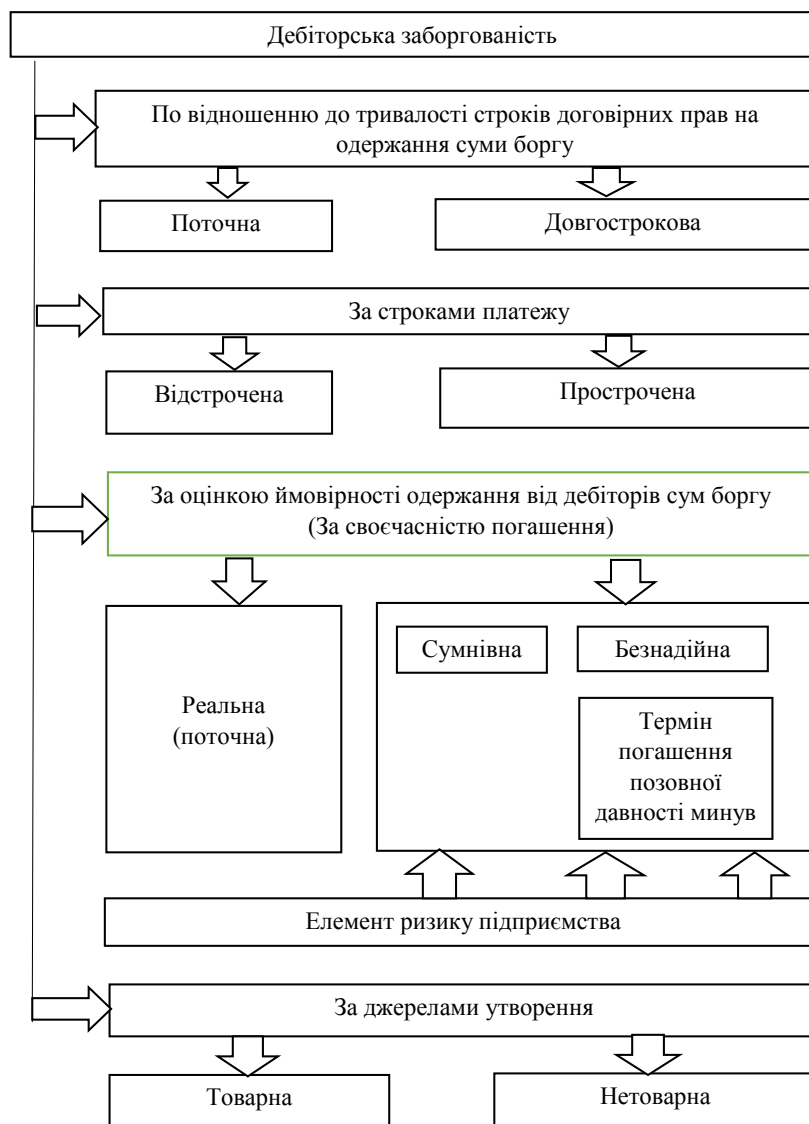 Дебіторська заборгованість
По відношенню до тривалості строків договірних прав на
одержання суми боргу
Поточна
Довгострокова
За строками платежу
Відстрочена
Прострочена
За оцінкою ймовірності одержання від дебіторів сум боргу
(За своєчасністю погашення)
Реальна
(поточна)
Сумнівна
Безнадійна
Термін
погашення
позовної
давності минув
Елемент ризику підприємства
За джерелами утворення
Товарна
Нетоварна